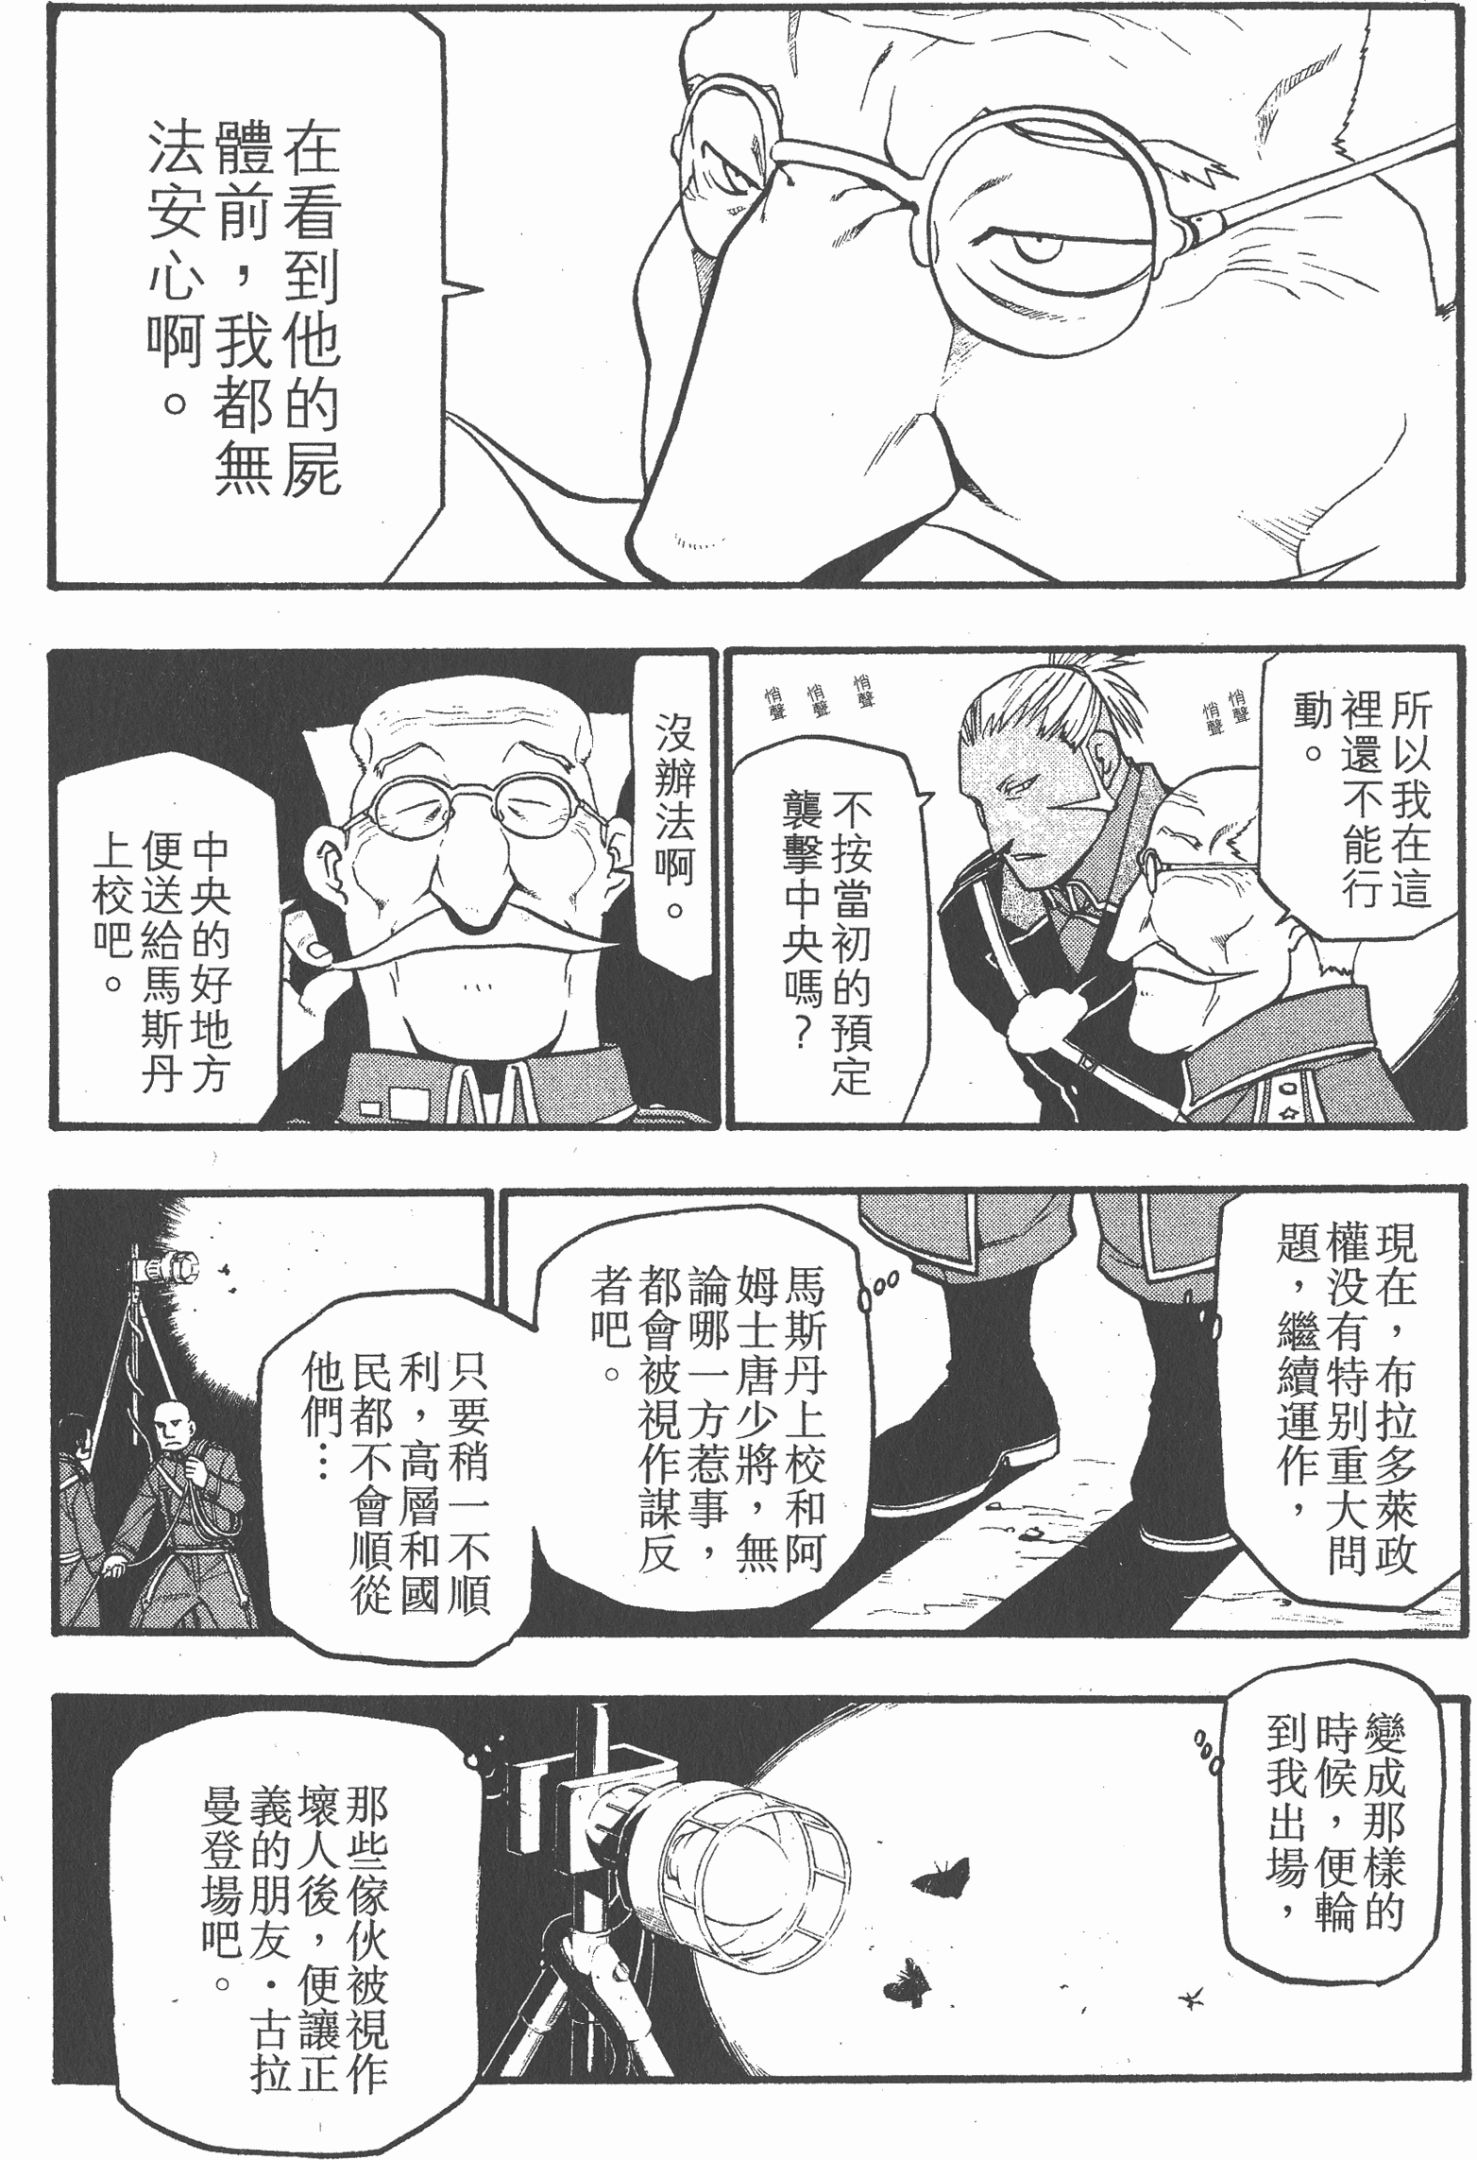 在看到他的屍
體前，我都無
法安心啊。
所以我在這
裡還不能行
動。
悄聲
悄聲
不按當初的預定
襲擊中央嗎？
悄聲
悄聲
悄聲
沒辦法啊。
中央的好地方
便送給馬斯丹
上校吧。
現在，布拉多萊政
權没有特別重大問
題，繼續運作，
馬斯丹上校和阿
姆士唐少將，無
論哪一方惹事，
都會被視作謀反
者吧。
只要稍一不順
利，高層和國
民都不會順從
他們…
變成那樣的
時候，便輪
到我出場，
那些傢伙被視作
壞人後，便讓正
義的朋友・古拉
曼登場吧。